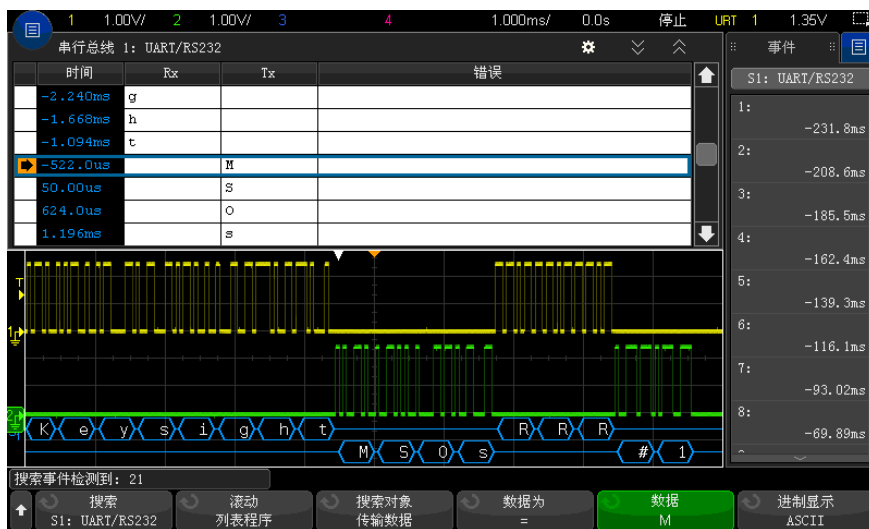 1 1.00V/ 2 1.00V/ 3 4 1.000ms/ 0.0s 停止 URT 1 1.35V
串行总线 1: UART/RS232
时间 Rx Tx 错误
-2.240ms g
-1.668ms h
-1.094ms t
-522.0us M
50.00us S
624.0us O
1.196ms s
事件
S1: UART/RS232
1:
-231.8ms
2:
-208.6ms
3:
-185.5ms
4:
-162.4ms
5:
-139.3ms
6:
-116.1ms
7:
-93.02ms
8:
-69.89ms
T
1
2
K e y s i g h t R R R
M S O s # 1
搜索事件检测到: 21
搜索 滚动 搜索对象 数据为 数据 进制显示
S1: UART/RS232 列表程序 传输数据 = M ASCII